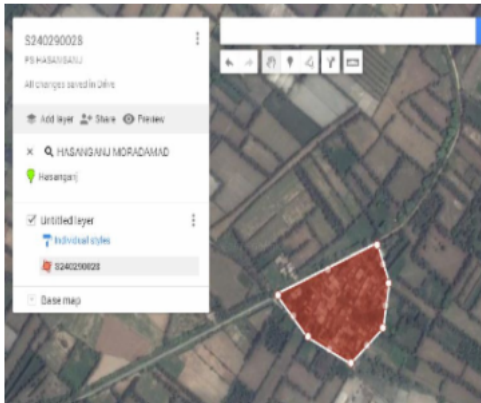 S240290028
PS HASANGANJ
All changes saved in Drive
Add layer Share Preview
HASANGANJ MORADAMAD
Hasanganj
Untitled layer
Individual styles
S240290028
Base map